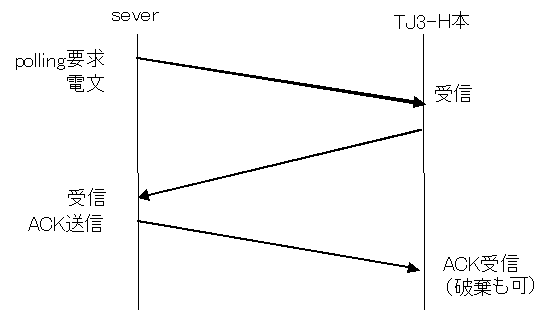 sever
TJ3-H本
polling要求
電文
受信
受信
ACK送信
ACK受信
(破棄も可)